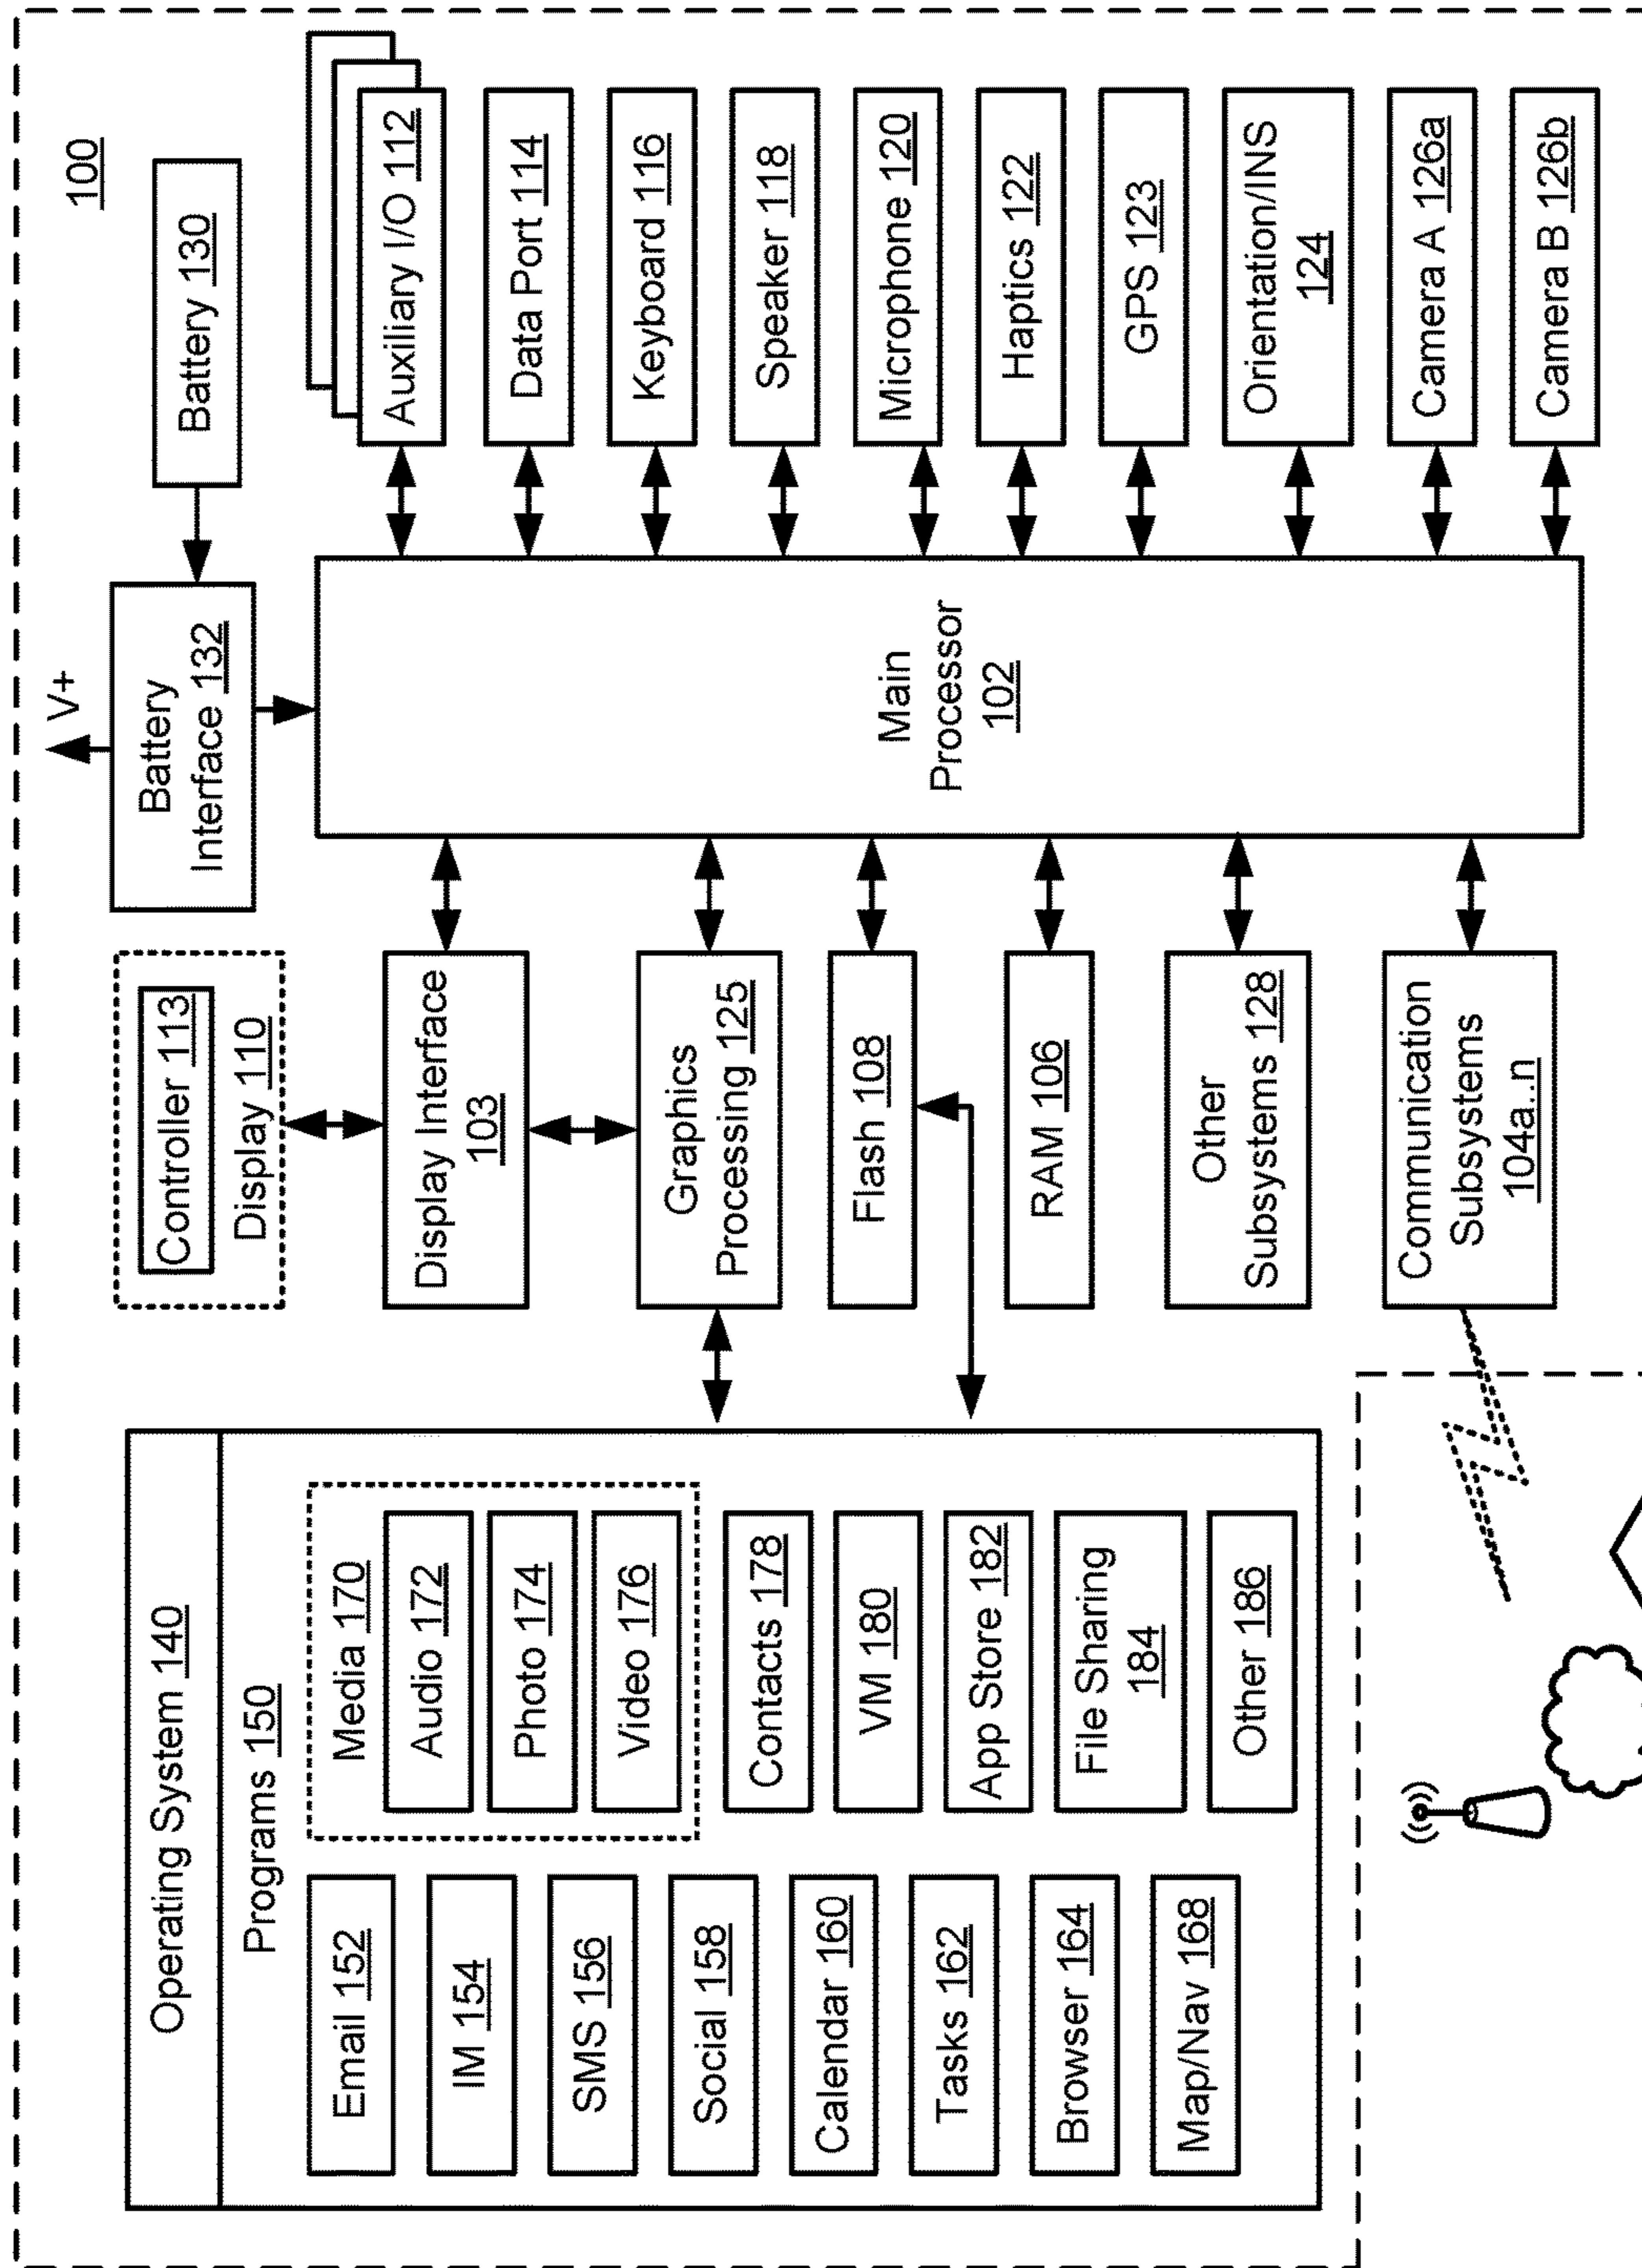 100
Operating System 140
Programs 150
Email 152
IM 154
SMS 156
Social 158
Calendar 160
Tasks 162
Browser 164
Map/Nav 168
Media 170
Audio 172
Photo 174
Video 176
Contacts 178
VM 180
App Store 182
File Sharing
184
Other 186
Controller 113
Display 110
Display Interface
103
Graphics
Processing 125
Flash 108
RAM 106
Other
Subsystems 128
Communication
Subsystems
104a..n
V+
Battery
Interface 132
Battery 130
Main
Processor
102
Auxiliary I/O 112
Data Port 114
Keyboard 116
Speaker 118
Microphone 120
Haptics 122
GPS 123
Orientation/INS
124
Camera A 126a
Camera B 126b